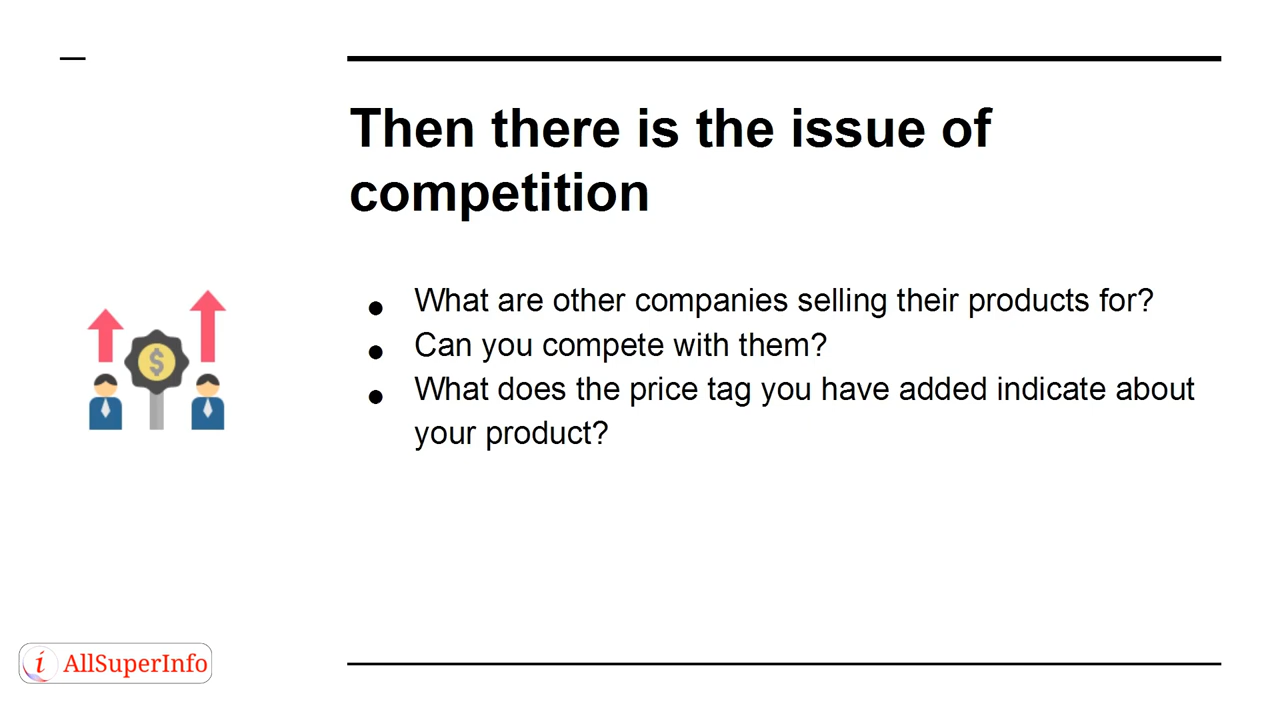 Then there is the issue of
competition
● What are other companies selling their products for?
● Can you compete with them?
● What does the price tag you have added indicate about
your product?
$
i AllSuperInfo